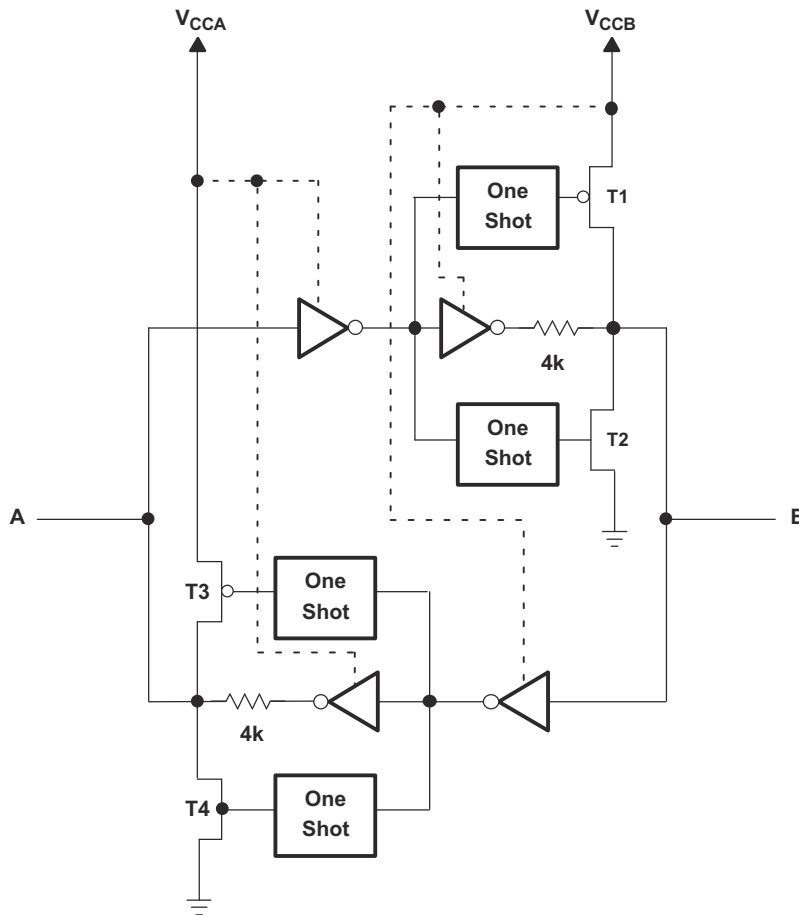 VCCA
VCCB
One
Shot
T1
4k
One
Shot
T2
A
B
T3
One
Shot
4k
T4
One
Shot